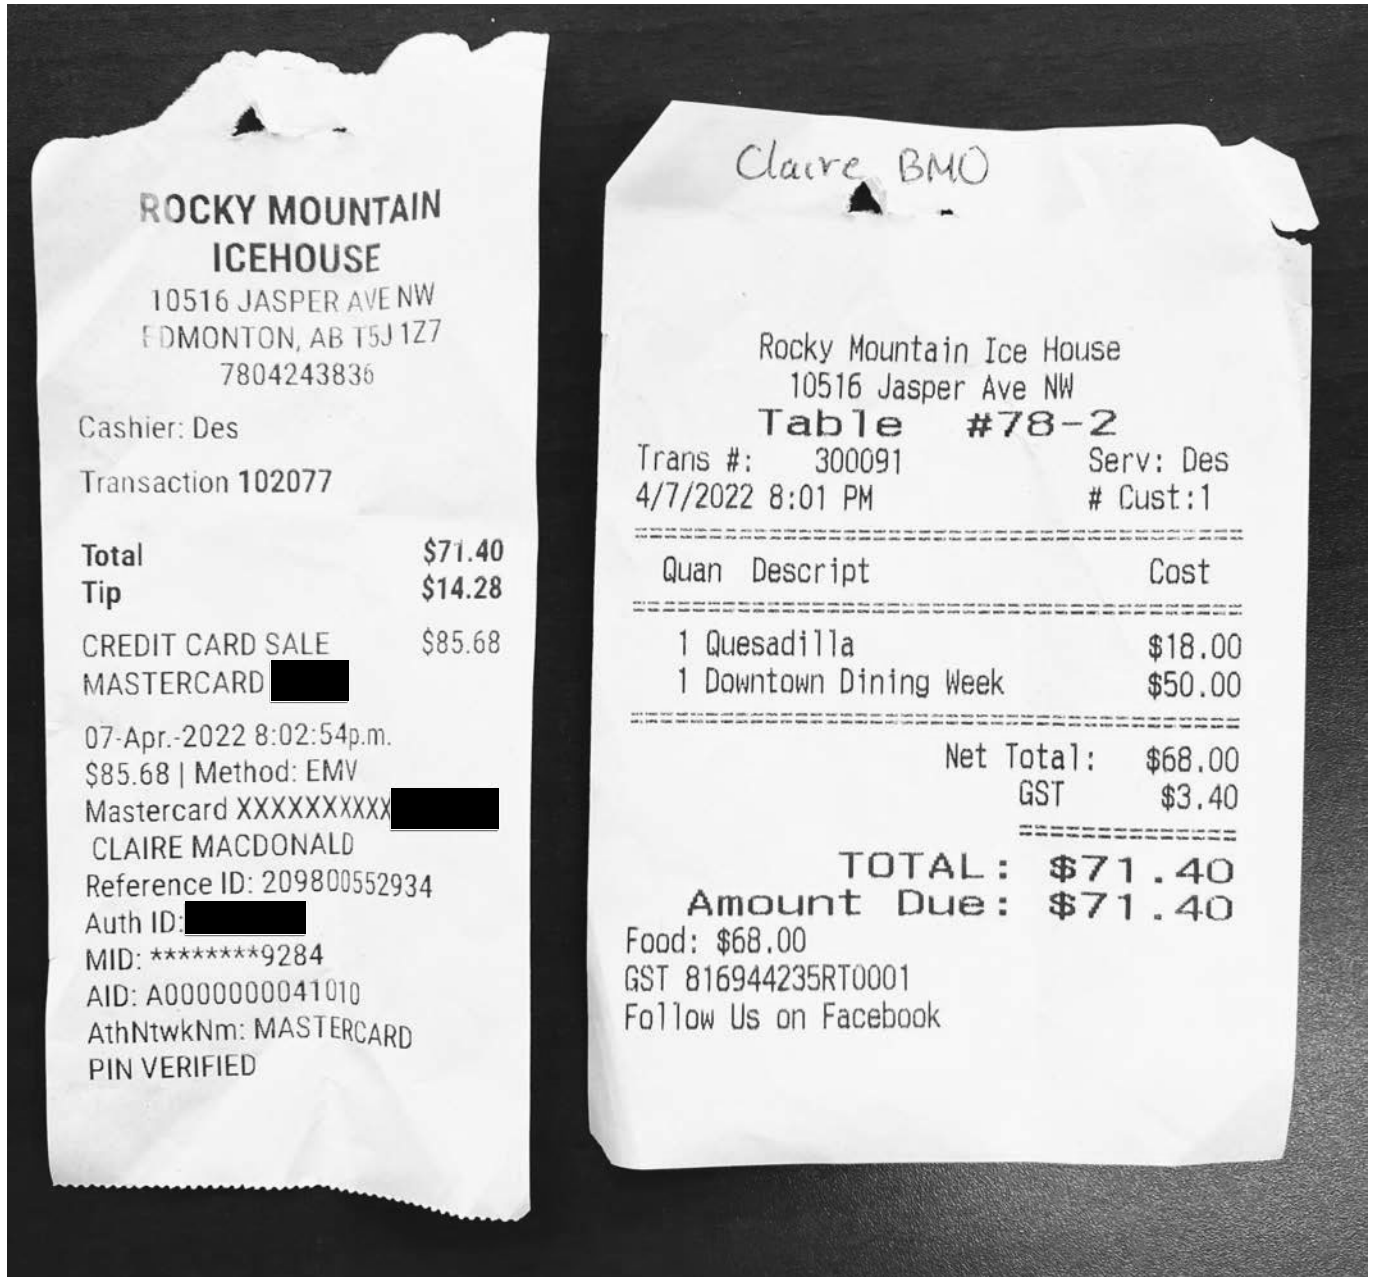 ROCKY MOUNTAIN
ICEHOUSE
10516 JASPER AVE NW
EDMONTON, AB T5J 1Z7
7804243836
Cashier: Des
Transaction 102077
Total $71.40
Tip $14.28
CREDIT CARD SALE $85.68
MASTERCARD
07-Apr.-2022 8:02:54p.m.
$85.68 | Method: EMV
Mastercard XXXXXXXXXX
CLAIRE MACDONALD
Reference ID: 209800552934
Auth ID:
MID: ********9284
AID: A0000000041010
AthNtwkNm: MASTERCARD
PIN VERIFIED
Claire BMO
Rocky Mountain Ice House
10516 Jasper Ave NW
Table #78-2
Trans #: 300091 Serv: Des
4/7/2022 8:01 PM # Cust:1
Quan Descript Cost
1 Quesadilla $18.00
1 Downtown Dining Week $50.00
Net Total: $68.00
GST $3.40
TOTAL: $71.40
Amount Due: $71.40
Food: $68.00
GST 816944235RT0001
Follow Us on Facebook